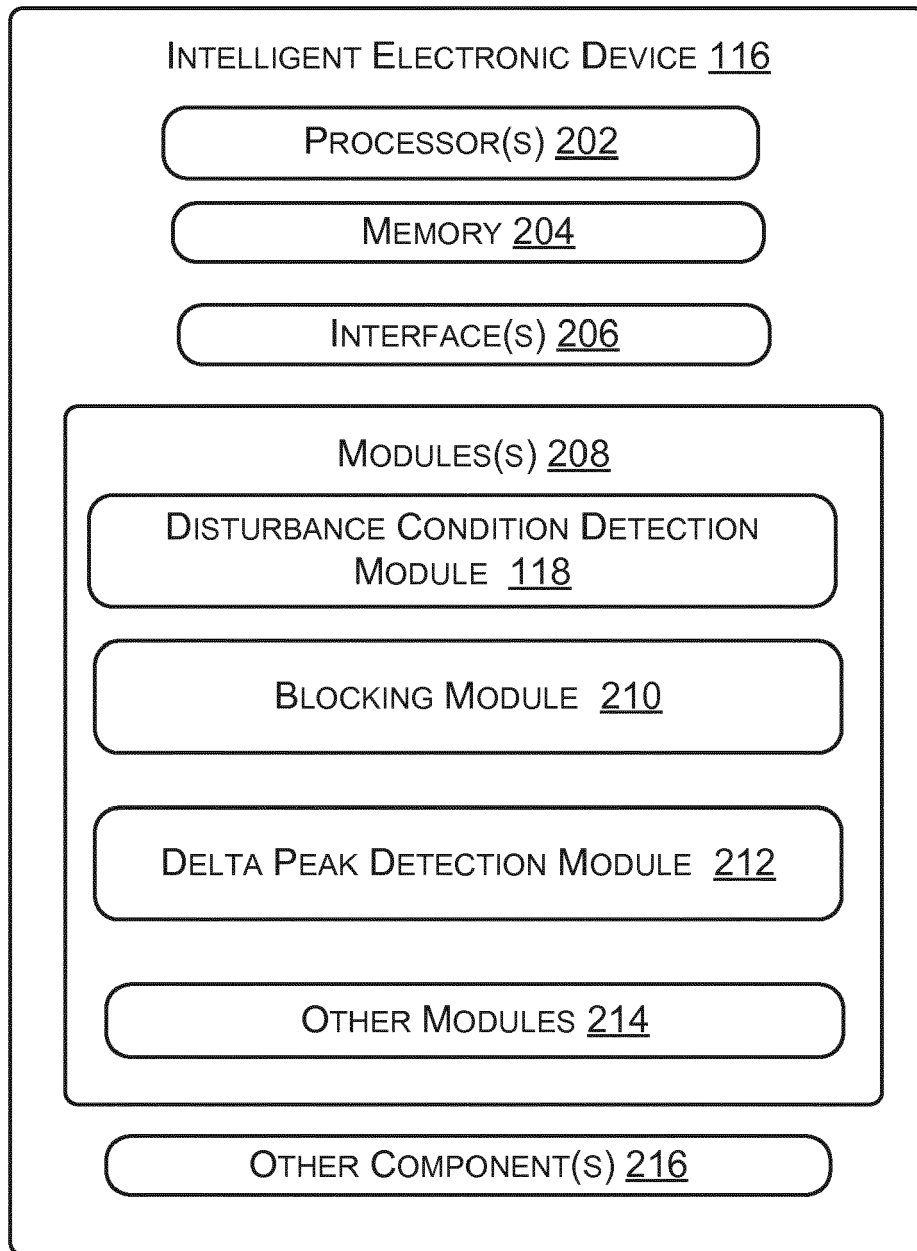 INTELLIGENT ELECTRONIC DEVICE 116
PROCESSOR(S) 202
MEMORY 204
INTERFACE(S) 206
MODULES(S) 208
DISTURBANCE CONDITION DETECTION
MODULE 118
BLOCKING MODULE 210
DELTA PEAK DETECTION MODULE 212
OTHER MODULES 214
OTHER COMPONENT(S) 216